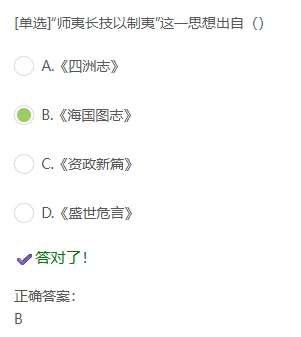 [单选]“师夷长技以制夷”这一思想出自（）
A.《四洲志》
B.《海国图志》
C.《资政新篇》
D.《盛世危言》
答对了！
正确答案：
B